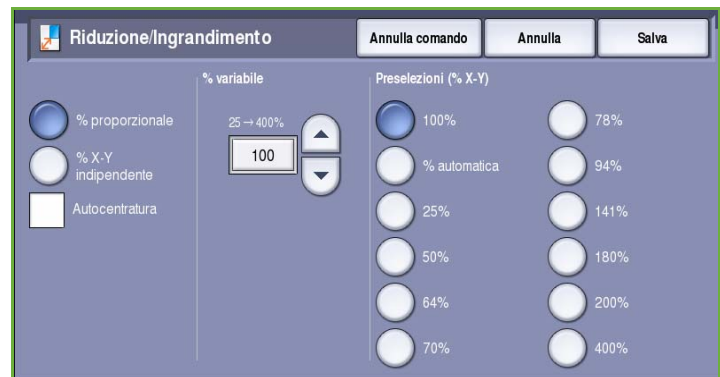 Riduzione/Ingrandimento
Annulla comando
Annulla
Salva
% proporzionale
% X-Y
indipendente
Autocentratura
% variabile
25→400%
100
Preselezioni (% X-Y)
100%
% automatica
25%
50%
64%
70%
78%
94%
141%
180%
200%
400%